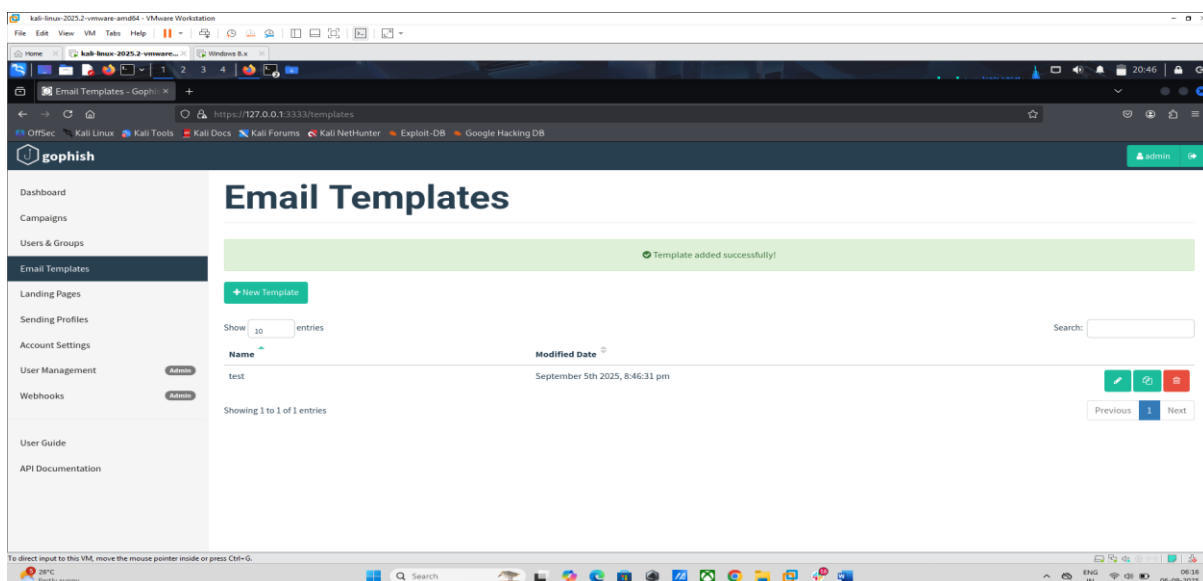 kali-linux-2025.2-vmware-amd64 - VMware Workstation
File Edit View VM Tabs Help
Home kali-linux-2025.2-vmware... Windows 8.x
1 2 3 4 20:46
Email Templates - Gophi
https://127.0.0.1:3333/templates
OffSec Kali Linux Kali Tools Kali Docs Kali Forums Kali NetHunter Exploit-DB Google Hacking DB
gophish admin
Dashboard
Campaigns
Users & Groups
Email Templates
Landing Pages
Sending Profiles
Account Settings
User Management Admin
Webhooks Admin
User Guide
API Documentation
Email Templates
Template added successfully!
New Template
Show 10 entries Search:
Name Modified Date
test September 5th 2025, 8:46:31 pm
Showing 1 to 1 of 1 entries Previous 1 Next
To direct input to this VM, move the mouse pointer inside or press Ctrl+G.
28°C Search ENG 06:16
IN